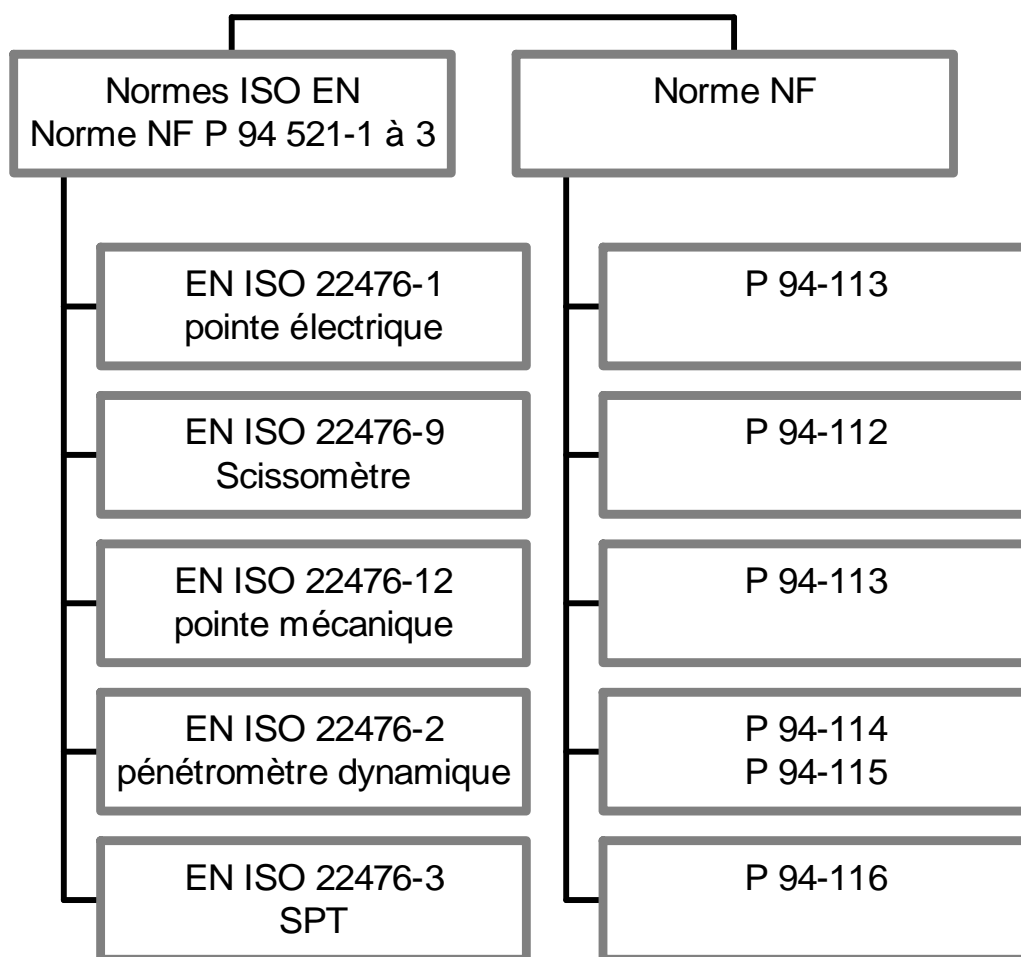 Normes ISO EN
Norme NF P 94 521-1 à 3
EN ISO 22476-1
pointe électrique
EN ISO 22476-9
Scissomètre
EN ISO 22476-12
pointe mécanique
EN ISO 22476-2
pénétromètre dynamique
EN ISO 22476-3
SPT
Norme NF
P 94-113
P 94-112
P 94-113
P 94-114
P 94-115
P 94-116